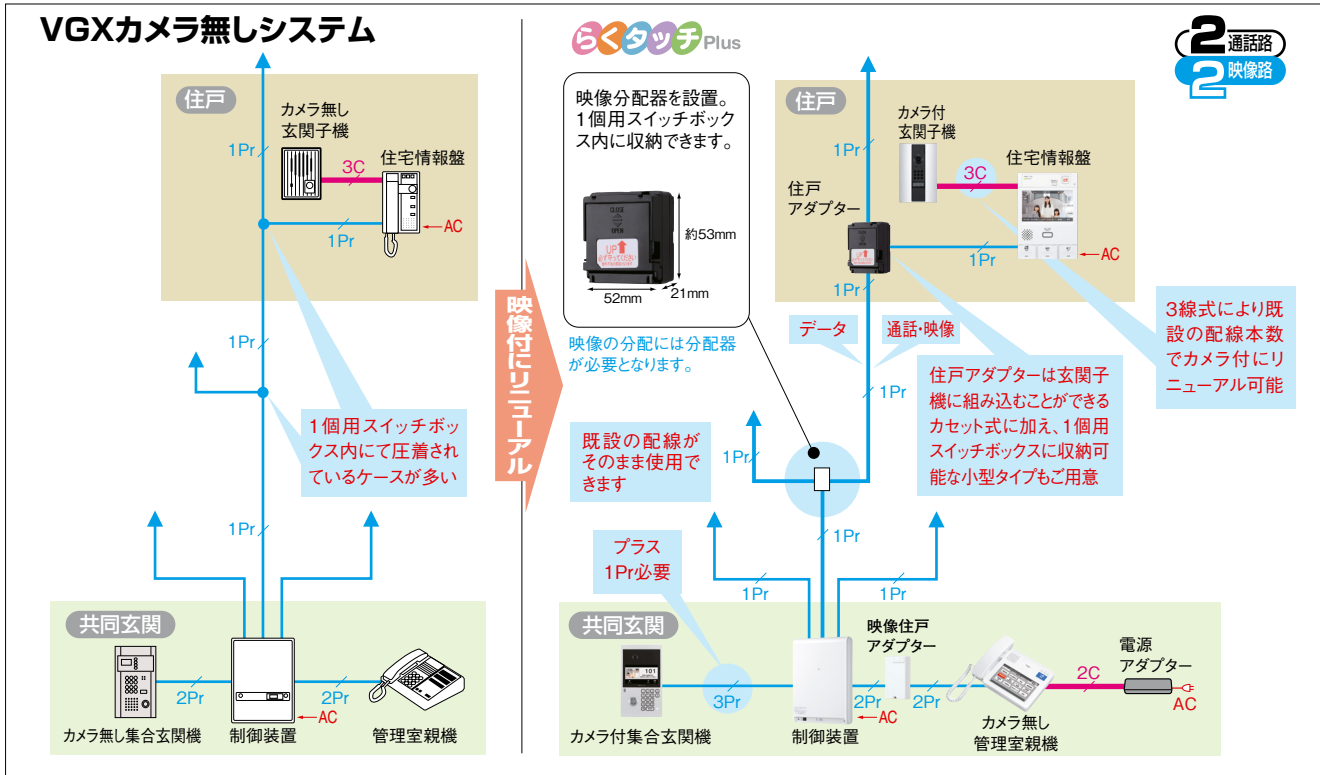 VGXカメラ無しシステム
住戸
カメラ無し
玄関子機
住宅情報盤
1Pr
3C
1Pr
AC
1Pr
1個用スイッチボッ
クス内にて圧着され
ているケースが多い
1Pr
共同玄関
2Pr
2Pr
AC
カメラ無し集合玄関機
制御装置
管理室親機
映像付にリニューアル
らくタッチPlus
2通話路
2映像路
映像分配器を設置。
1個用スイッチボック
ス内に収納できます。
CLOSE
OPEN
UP
約53mm
52mm
21mm
映像の分配には分配器
が必要となります。
住戸
カメラ付
玄関子機
住宅情報盤
1Pr
3C
住戸
アダプター
1Pr
AC
1Pr
データ
通話・映像
3線式により既
設の配線本数
でカメラ付にリ
ニューアル可能
1Pr
住戸アダプターは玄関子
機に組み込むことができる
カセット式に加え、1個用
スイッチボックスに収納可
能な小型タイプもご用意
既設の配線が
そのまま使用で
きます
1Pr
1Pr
プラス
1Pr必要
1Pr
1Pr
共同玄関
映像住戸
アダプター
電源
アダプター
101
3Pr
2Pr
2Pr
2C
AC
AC
カメラ付集合玄関機
制御装置
カメラ無し
管理室親機